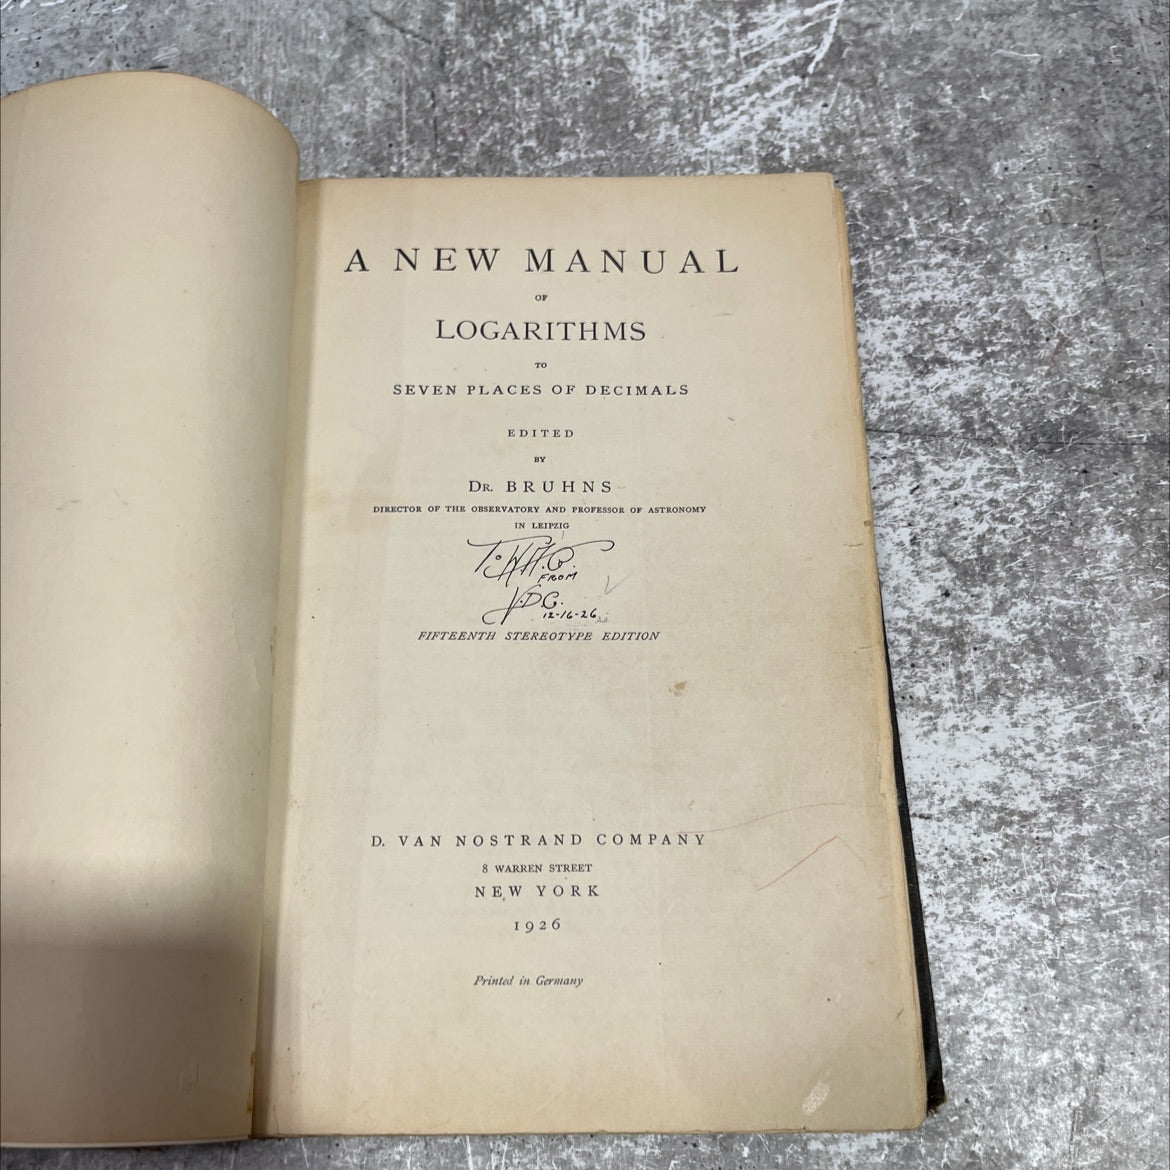 A NEW MANUAL
OF
LOGARITHMS
TO
SEVEN PLACES OF DECIMALS
EDITED
BY
DR. BRUHNS
DIRECTOR OF THE OBSERVATORY AND PROFESSOR OF ASTRONOMY
IN LEIPZIG
To W.H.G.
FROM
J.D.G.
12-16-26
FIFTEENTH STEREOTYPE EDITION
D. VAN NOSTRAND COMPANY
8 WARREN STREET
NEW YORK
1926
Printed in Germany